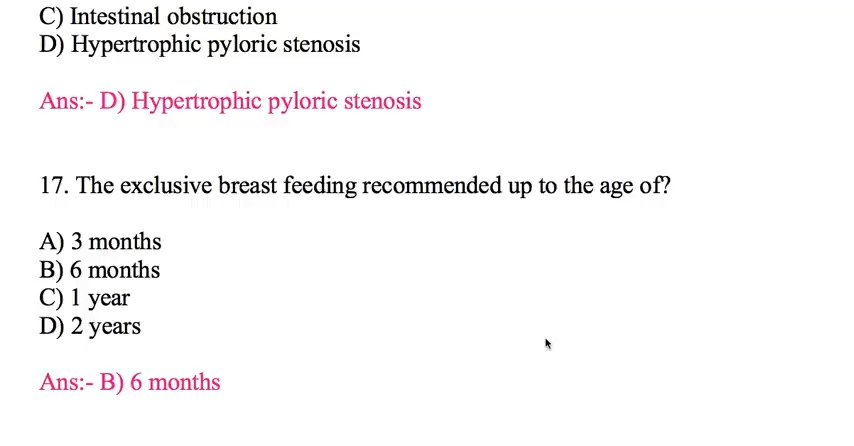 C) Intestinal obstruction
D) Hypertrophic pyloric stenosis
Ans:- D) Hypertrophic pyloric stenosis
17. The exclusive breast feeding recommended up to the age of?
A) 3 months
B) 6 months
C) 1 year
D) 2 years
Ans:- B) 6 months